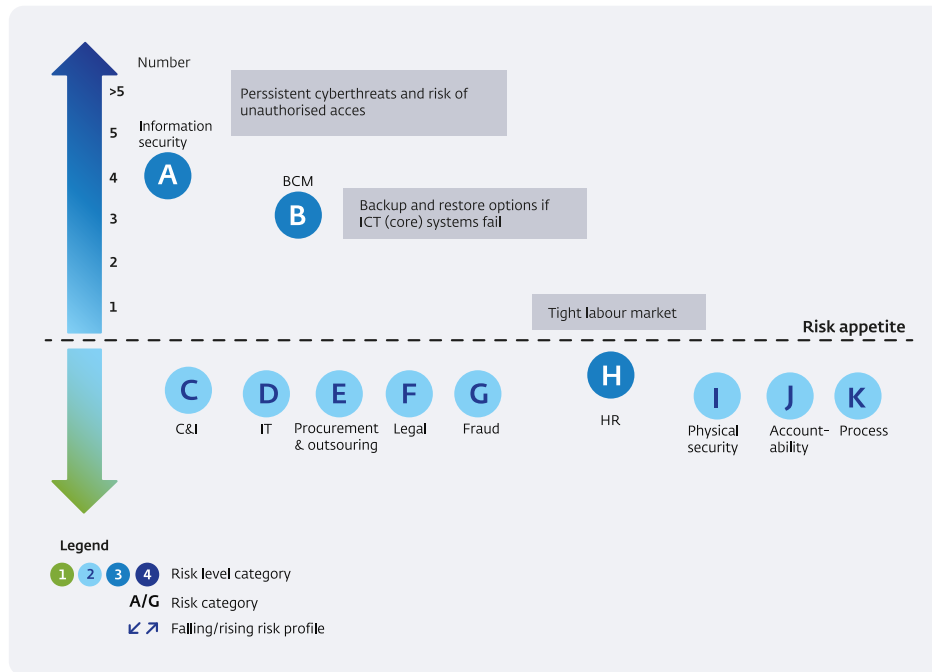 Number
>5
Perssistent cyberthreats and risk of
unauthorised acces
5
Information
security
4
A
BCM
B
Backup and restore options if
ICT (core) systems fail
3
2
1
Tight labour market
Risk appetite
C
D
E
F
G
H
I
J
K
C&I
IT
Procurement
& outsouring
Legal
Fraud
HR
Physical
security
Account-
ability
Process
Legend
1 2 3 4 Risk level category
A/G Risk category
↙ ↗ Falling/rising risk profile